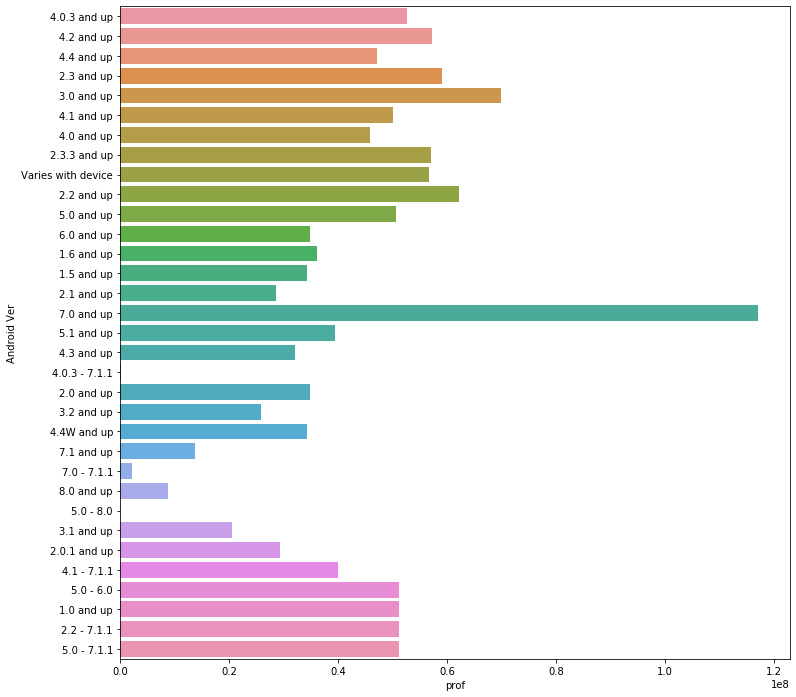 4.0.3 and up
4.2 and up
4.4 and up
2.3 and up
3.0 and up
4.1 and up
4.0 and up
2.3.3 and up
Varies with device
2.2 and up
5.0 and up
6.0 and up
1.6 and up
1.5 and up
2.1 and up
7.0 and up
5.1 and up
4.3 and up
4.0.3 - 7.1.1
2.0 and up
3.2 and up
4.4W and up
7.1 and up
7.0 - 7.1.1
8.0 and up
5.0 - 8.0
3.1 and up
2.0.1 and up
4.1 - 7.1.1
5.0 - 6.0
1.0 and up
2.2 - 7.1.1
5.0 - 7.1.1
Android Ver
0.0 0.2 0.4 0.6 0.8 1.0 1.2
1e8
prof